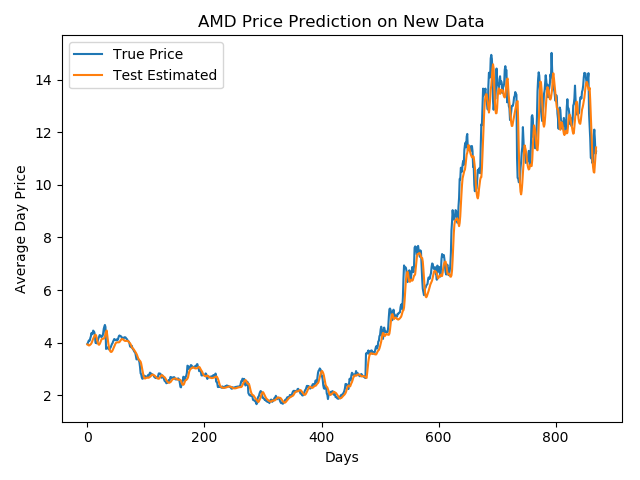 AMD Price Prediction on New Data
True Price
Test Estimated
Average Day Price
14
12
10
8
6
4
2
0 200 400 600 800
Days